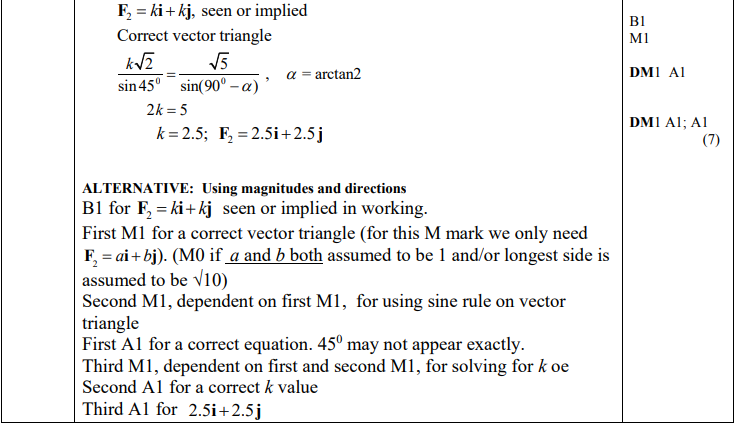 F₂ = ki + kj, seen or implied
B1
Correct vector triangle
M1
k√2/sin 45⁰ = √5/sin(90⁰ − α) , α = arctan2
DM1 A1
2k = 5
k = 2.5; F₂ = 2.5i + 2.5j
DM1 A1; A1
(7)
ALTERNATIVE: Using magnitudes and directions
B1 for F₂ = ki + kj seen or implied in working.
First M1 for a correct vector triangle (for this M mark we only need
F₂ = ai + bj). (M0 if a and b both assumed to be 1 and/or longest side is
assumed to be √10)
Second M1, dependent on first M1, for using sine rule on vector
triangle
First A1 for a correct equation. 45⁰ may not appear exactly.
Third M1, dependent on first and second M1, for solving for k oe
Second A1 for a correct k value
Third A1 for 2.5i + 2.5j